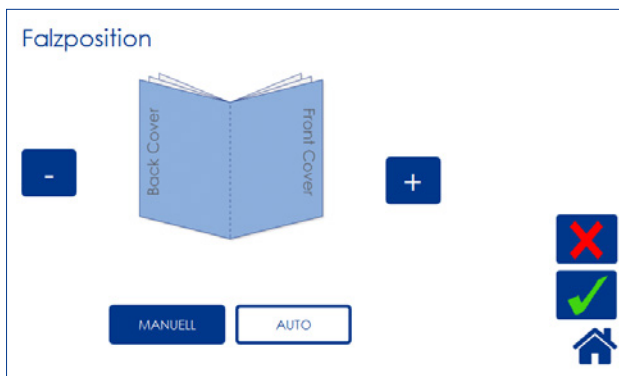 Falzposition
Back Cover
Front Cover
-
+
MANUELL
AUTO